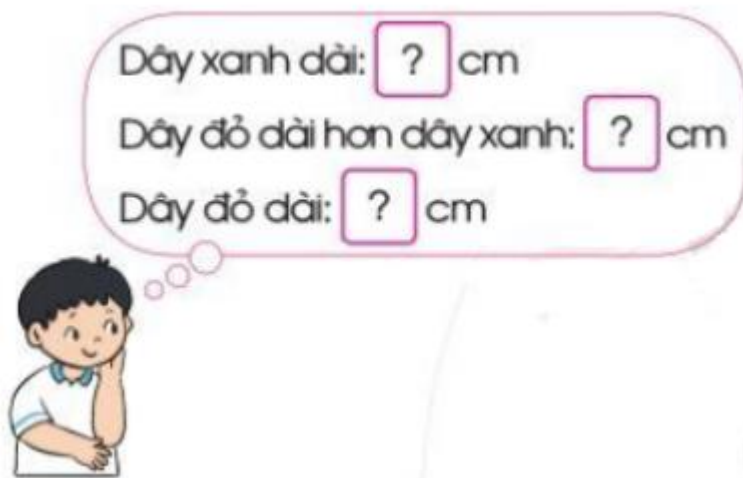 Dây xanh dài: ? cm
Dây đỏ dài hơn dây xanh: ? cm
Dây đỏ dài: ? cm